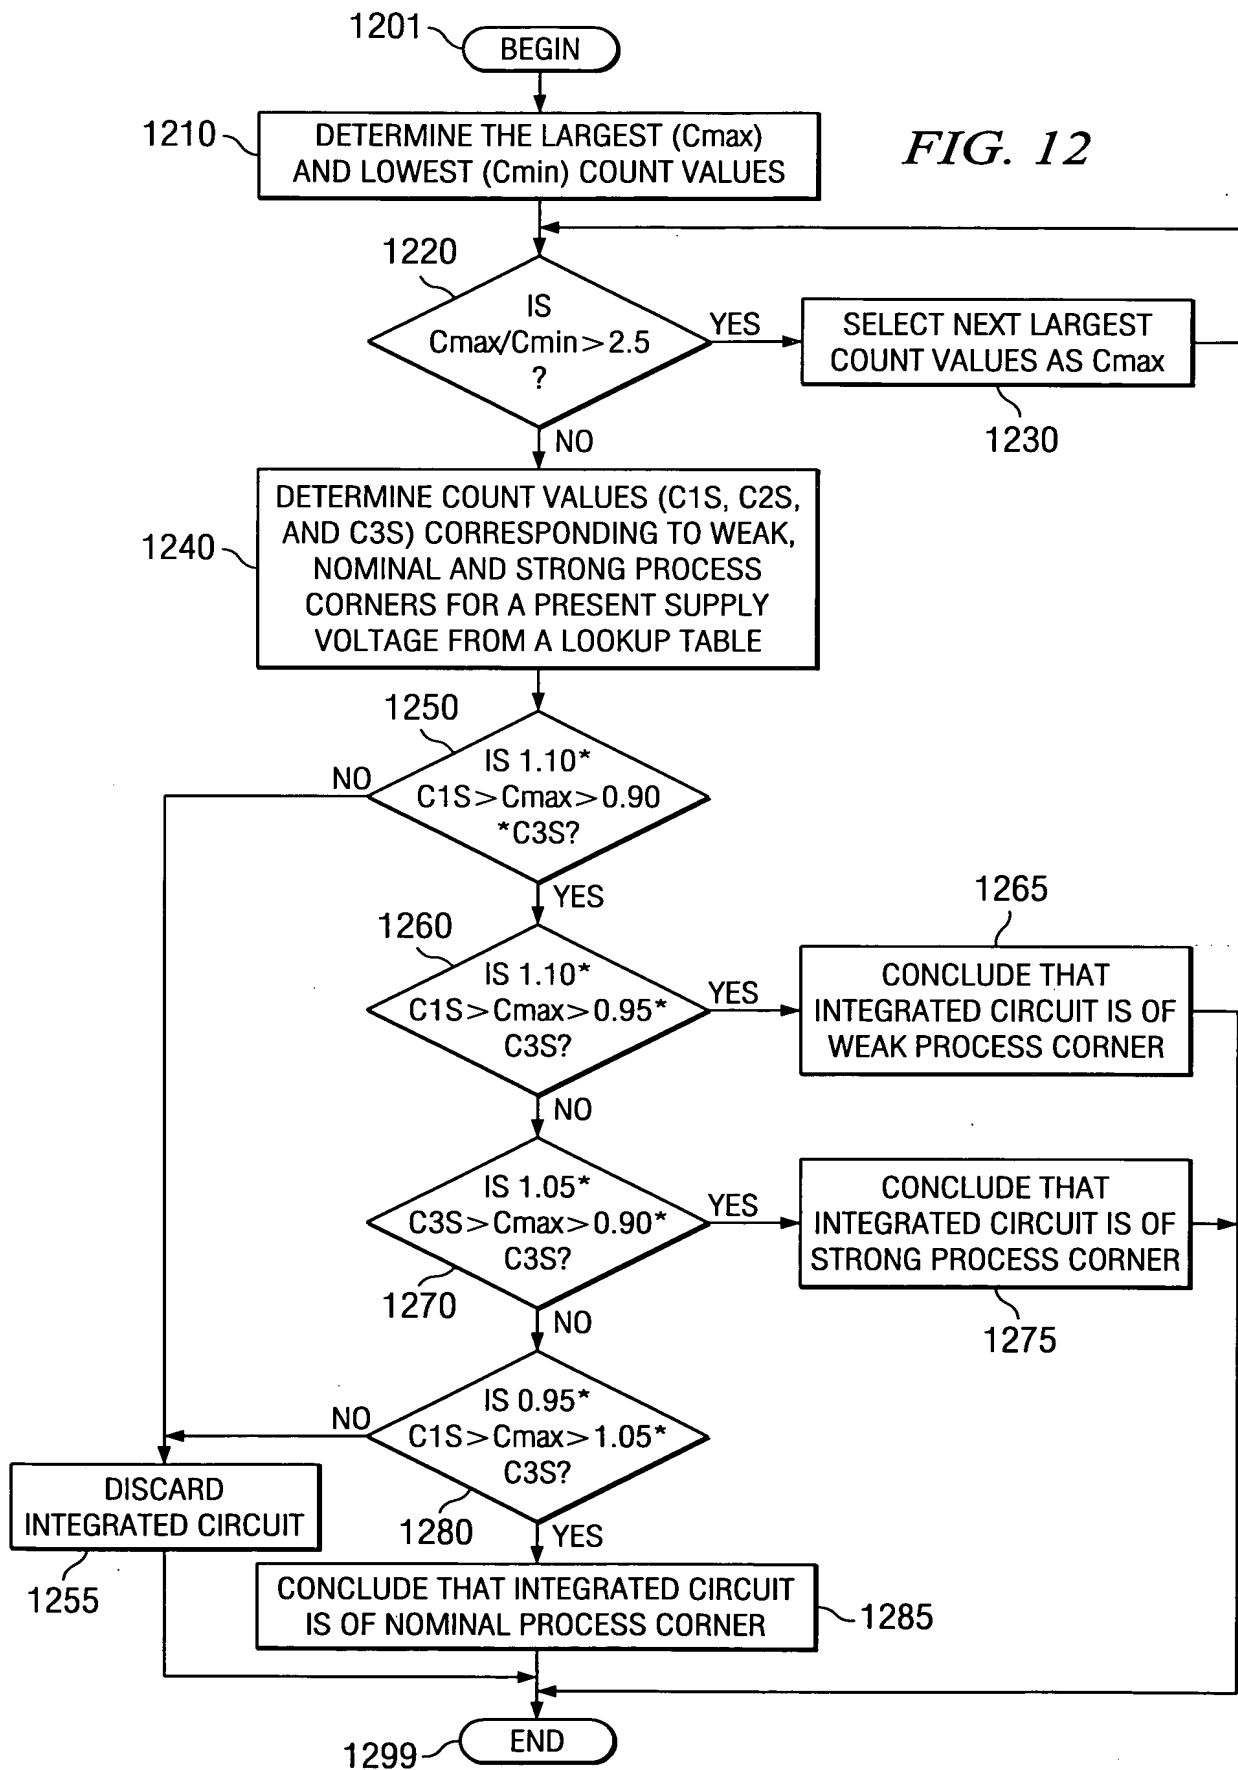 1201
BEGIN
1210
DETERMINE THE LARGEST (Cmax)
AND LOWEST (Cmin) COUNT VALUES
FIG. 12
1220
IS
Cmax/Cmin>2.5
?
YES
SELECT NEXT LARGEST
COUNT VALUES AS Cmax
1230
NO
1240
DETERMINE COUNT VALUES (C1S, C2S,
AND C3S) CORRESPONDING TO WEAK,
NOMINAL AND STRONG PROCESS
CORNERS FOR A PRESENT SUPPLY
VOLTAGE FROM A LOOKUP TABLE
1250
NO
IS 1.10*
C1S>Cmax>0.90
*C3S?
YES
1260
IS 1.10*
C1S>Cmax>0.95*
C3S?
YES
1265
CONCLUDE THAT
INTEGRATED CIRCUIT IS OF
WEAK PROCESS CORNER
NO
IS 1.05*
C3S>Cmax>0.90*
C3S?
1270
YES
CONCLUDE THAT
INTEGRATED CIRCUIT IS OF
STRONG PROCESS CORNER
1275
NO
IS 0.95*
C1S>Cmax>1.05*
C3S?
1280
NO
DISCARD
INTEGRATED CIRCUIT
1255
YES
CONCLUDE THAT INTEGRATED CIRCUIT
IS OF NOMINAL PROCESS CORNER
1285
END
1299